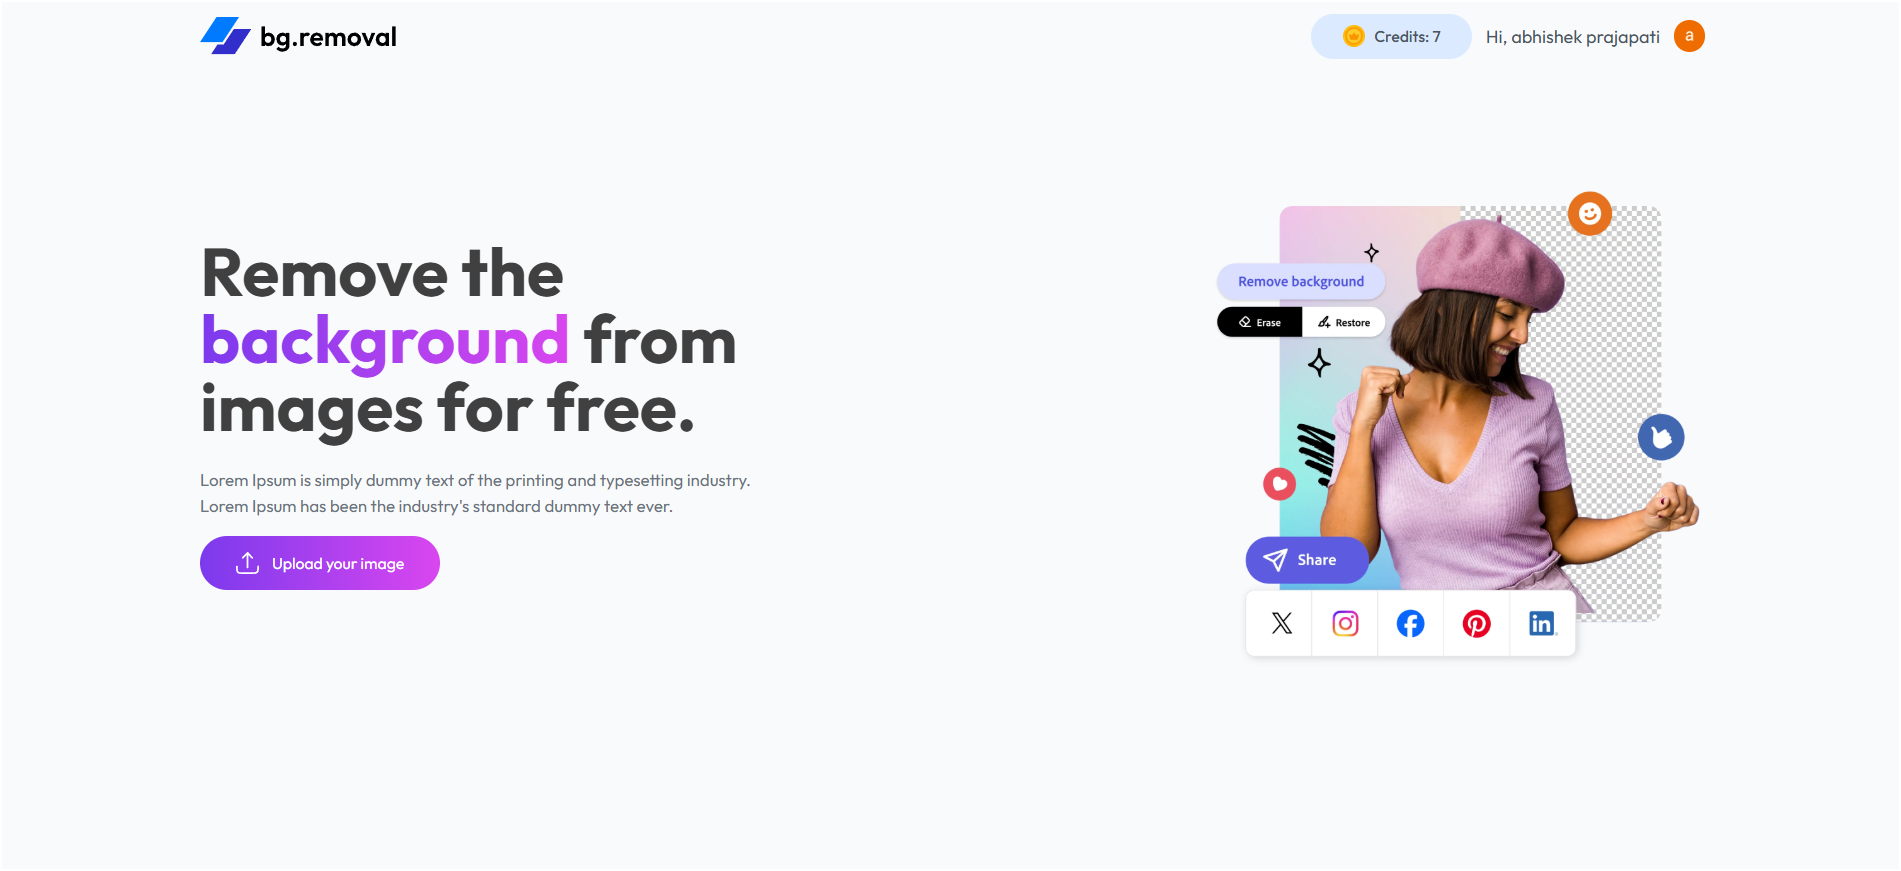 bg.removal
Credits: 7
Hi, abhishek prajapati
a
Remove the
background from
images for free.
Lorem Ipsum is simply dummy text of the printing and typesetting industry.
Lorem Ipsum has been the industry's standard dummy text ever.
Upload your image
Remove background
Erase
Restore
Share
X
in